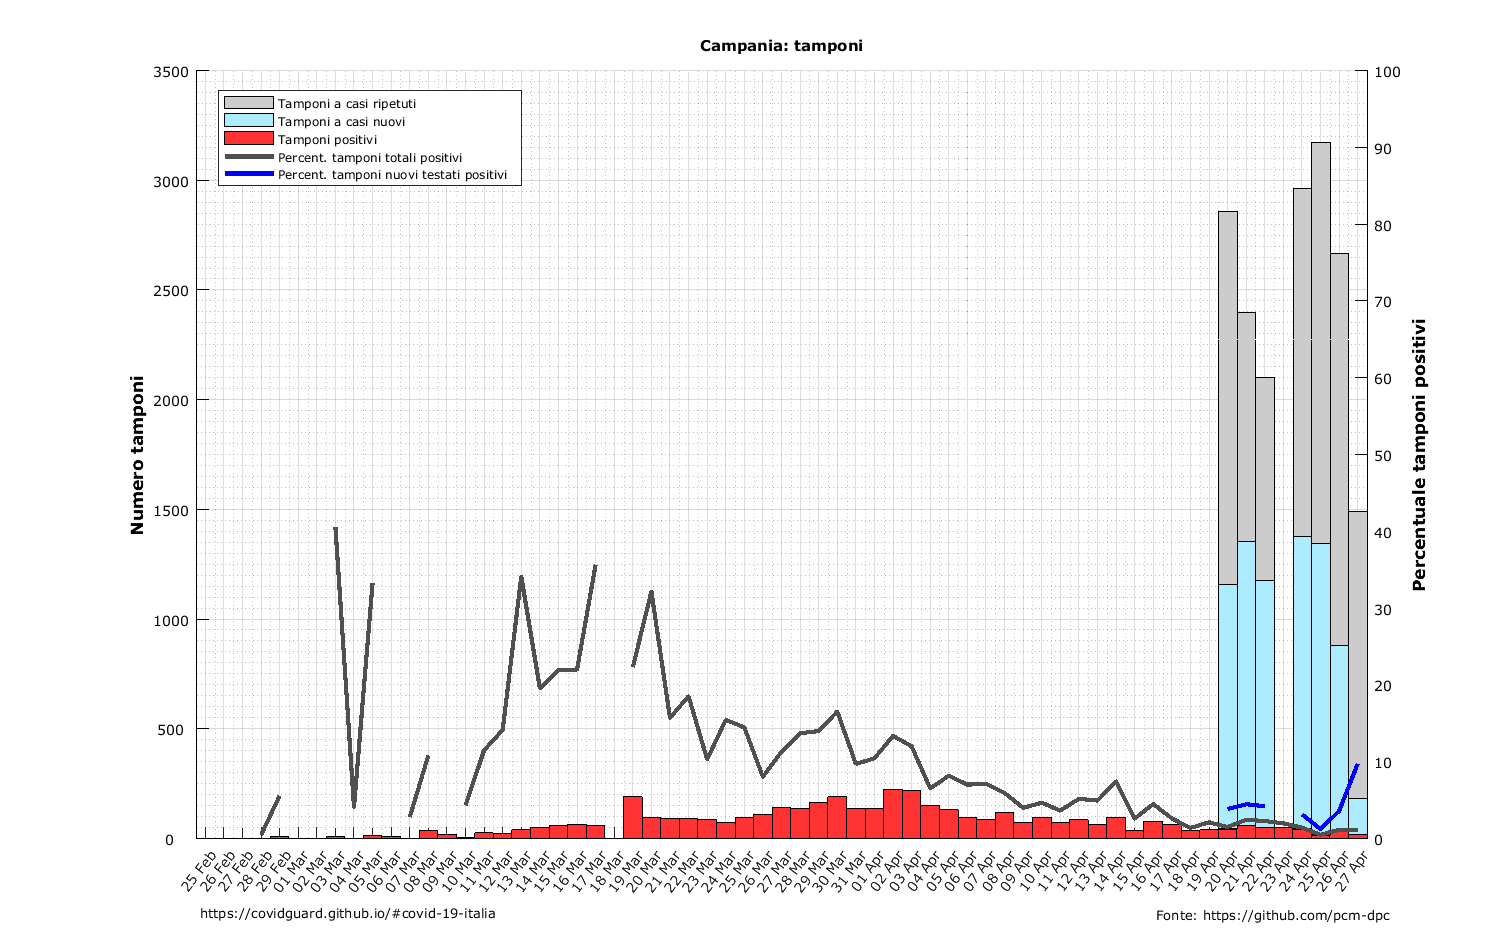 Campania: tamponi
3500
3000
2500
2000
1500
1000
500
0
Numero tamponi
Tamponi a casi ripetuti
Tamponi a casi nuovi
Tamponi positivi
Percent. tamponi totali positivi
Percent. tamponi nuovi testati positivi
100
90
80
70
60
50
40
30
20
10
0
Percentuale tamponi positivi
25 Feb
26 Feb
27 Feb
28 Feb
29 Feb
01 Mar
02 Mar
03 Mar
04 Mar
05 Mar
06 Mar
07 Mar
08 Mar
09 Mar
10 Mar
11 Mar
12 Mar
13 Mar
14 Mar
15 Mar
16 Mar
17 Mar
18 Mar
19 Mar
20 Mar
21 Mar
22 Mar
23 Mar
24 Mar
25 Mar
26 Mar
27 Mar
28 Mar
29 Mar
30 Mar
31 Mar
01 Apr
02 Apr
03 Apr
04 Apr
05 Apr
06 Apr
07 Apr
08 Apr
09 Apr
10 Apr
11 Apr
12 Apr
13 Apr
14 Apr
15 Apr
16 Apr
17 Apr
18 Apr
19 Apr
20 Apr
21 Apr
22 Apr
23 Apr
24 Apr
25 Apr
26 Apr
27 Apr
https://covidguard.github.io/#covid-19-italia
Fonte: https://github.com/pcm-dpc